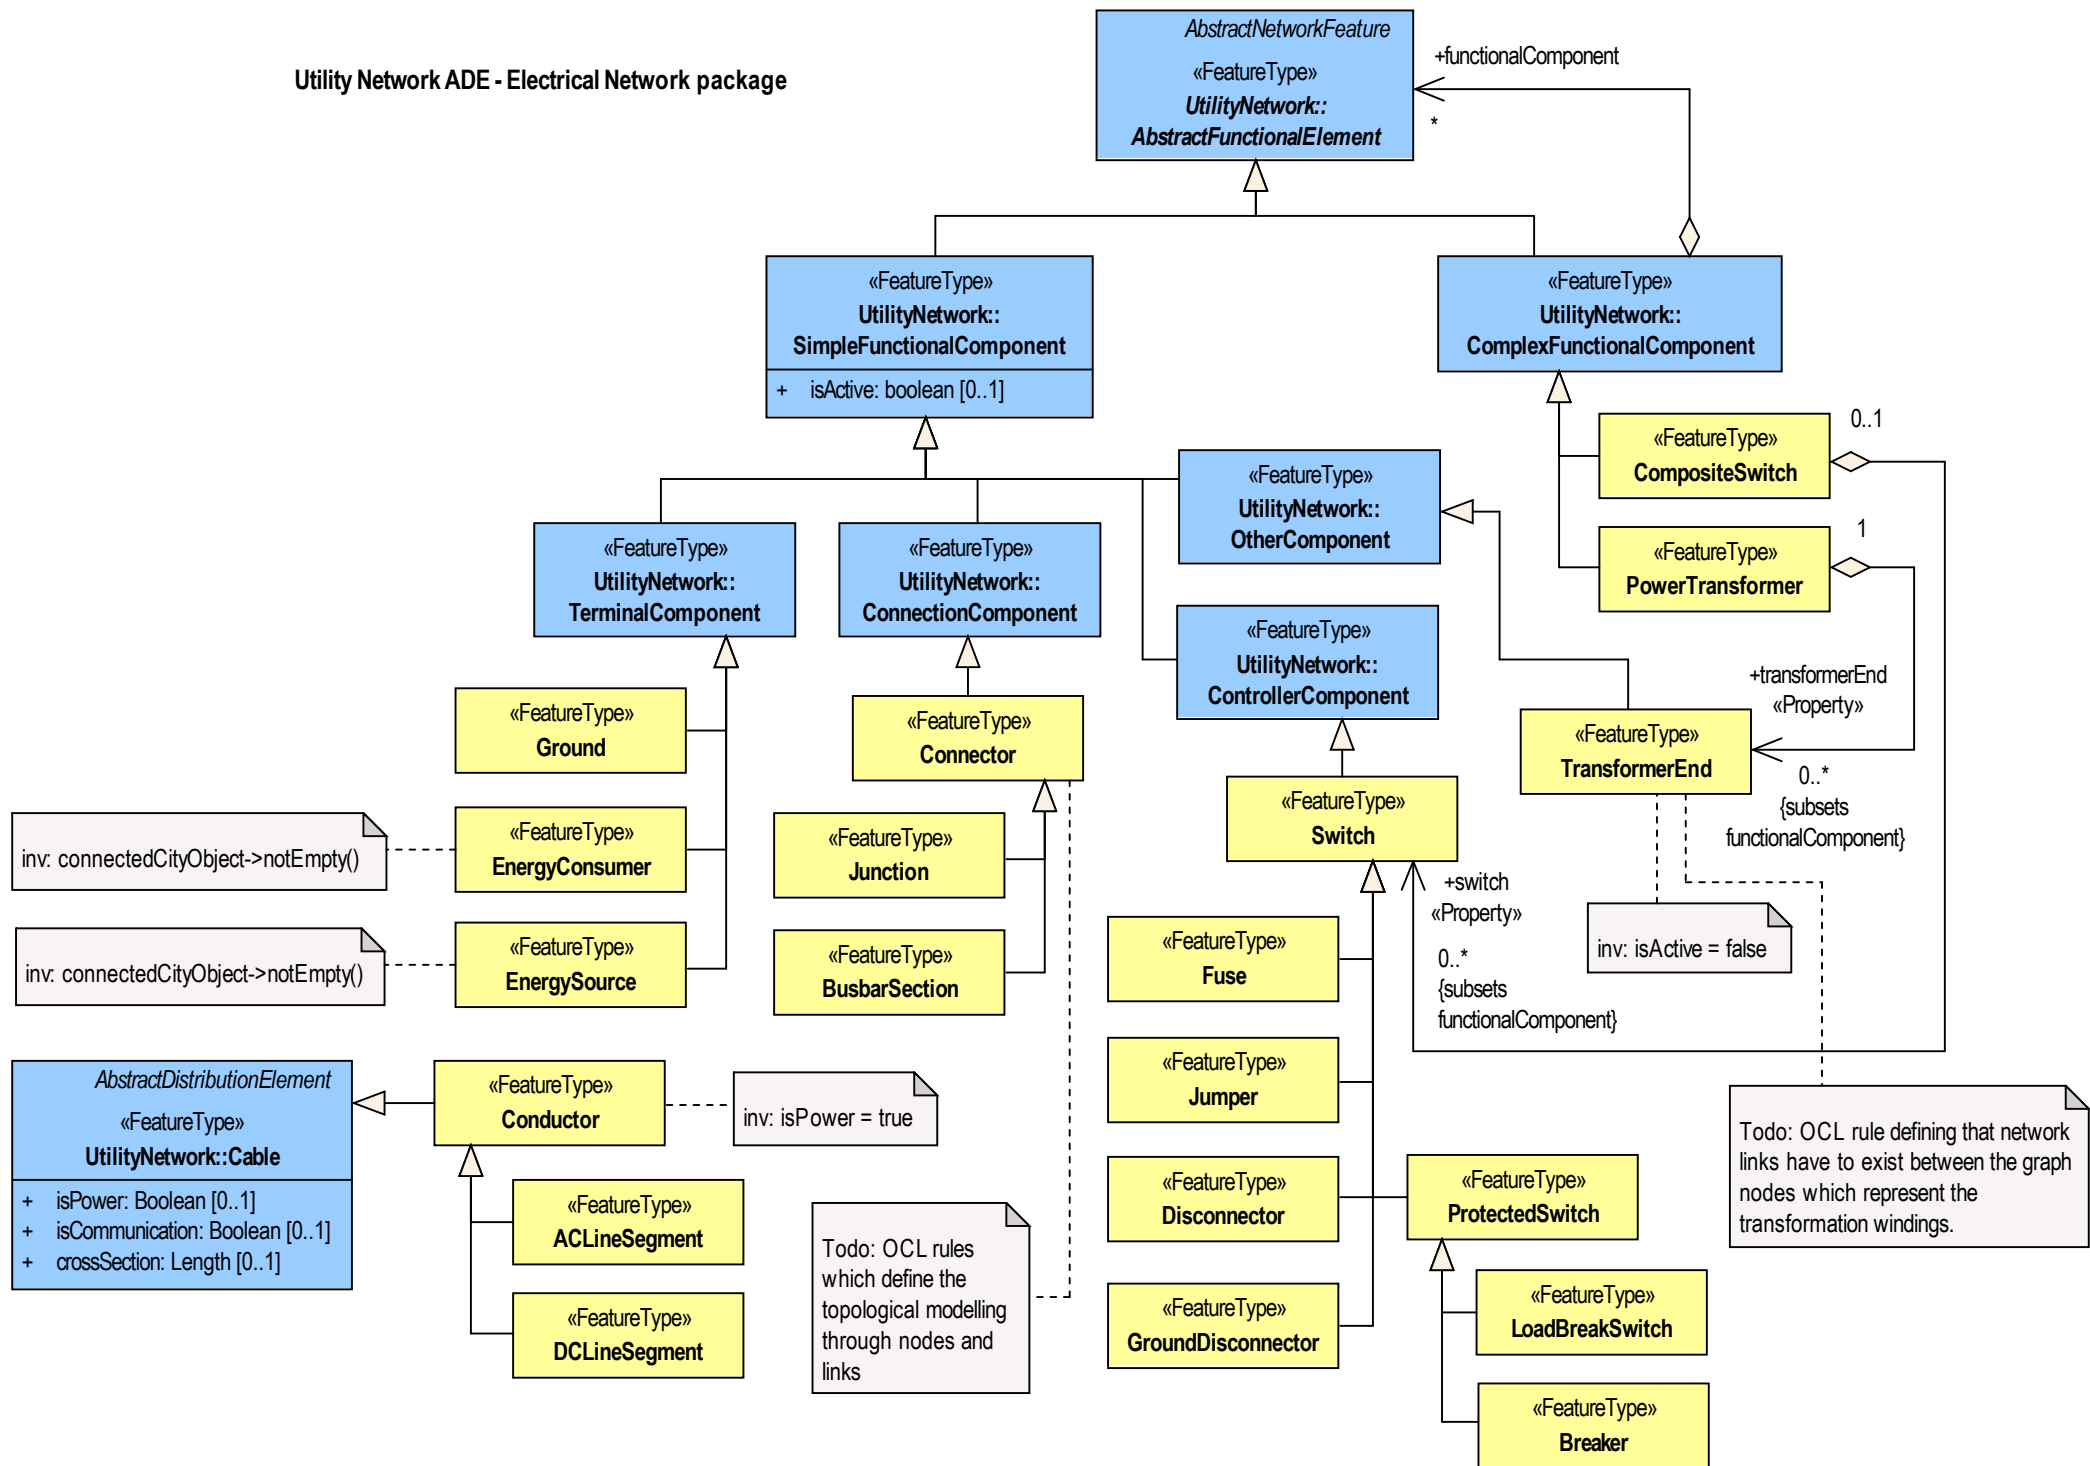 Utility Network ADE - Electrical Network package
AbstractNetworkFeature
«FeatureType»
UtilityNetwork::
AbstractFunctionalElement
+functionalComponent
*
«FeatureType»
UtilityNetwork::
SimpleFunctionalComponent
+ isActive: boolean [0..1]
«FeatureType»
UtilityNetwork::
ComplexFunctionalComponent
«FeatureType»
CompositeSwitch
0..1
«FeatureType»
PowerTransformer
1
«FeatureType»
UtilityNetwork::
OtherComponent
«FeatureType»
UtilityNetwork::
TerminalComponent
«FeatureType»
UtilityNetwork::
ConnectionComponent
«FeatureType»
UtilityNetwork::
ControllerComponent
+transformerEnd
«Property»
0..*
{subsets
functionalComponent}
«FeatureType»
TransformerEnd
«FeatureType»
Ground
«FeatureType»
Connector
«FeatureType»
Switch
inv: connectedCityObject->notEmpty()
«FeatureType»
EnergyConsumer
«FeatureType»
Junction
+switch
«Property»
0..*
{subsets
functionalComponent}
inv: isActive = false
inv: connectedCityObject->notEmpty()
«FeatureType»
EnergySource
«FeatureType»
BusbarSection
«FeatureType»
Fuse
AbstractDistributionElement
«FeatureType»
UtilityNetwork::Cable
+ isPower: Boolean [0..1]
+ isCommunication: Boolean [0..1]
+ crossSection: Length [0..1]
«FeatureType»
Conductor
inv: isPower = true
«FeatureType»
Jumper
Todo: OCL rule defining that network
links have to exist between the graph
nodes which represent the
transformation windings.
«FeatureType»
ACLineSegment
«FeatureType»
DCLineSegment
Todo: OCL rules
which define the
topological modelling
through nodes and
links
«FeatureType»
Disconnector
«FeatureType»
ProtectedSwitch
«FeatureType»
GroundDisconnector
«FeatureType»
LoadBreakSwitch
«FeatureType»
Breaker